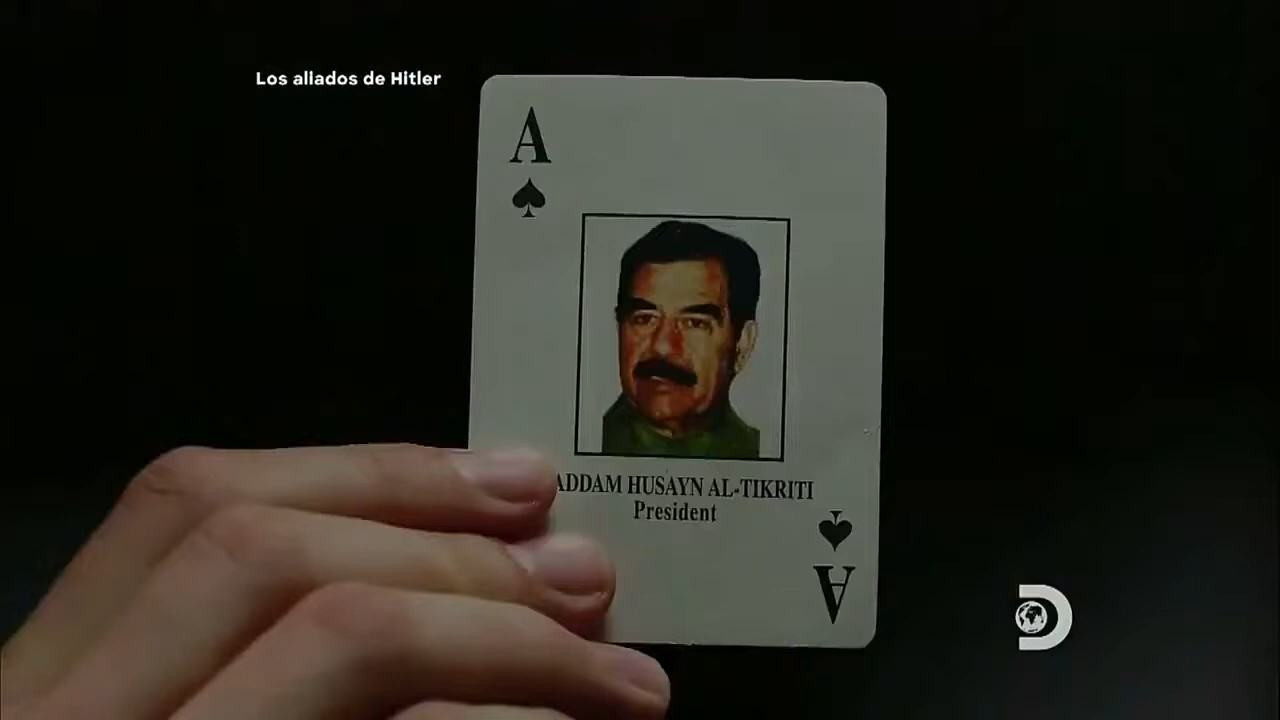 Los aliados de Hitler
A
ADDAM HUSAYN AL-TIKRITI
President
A